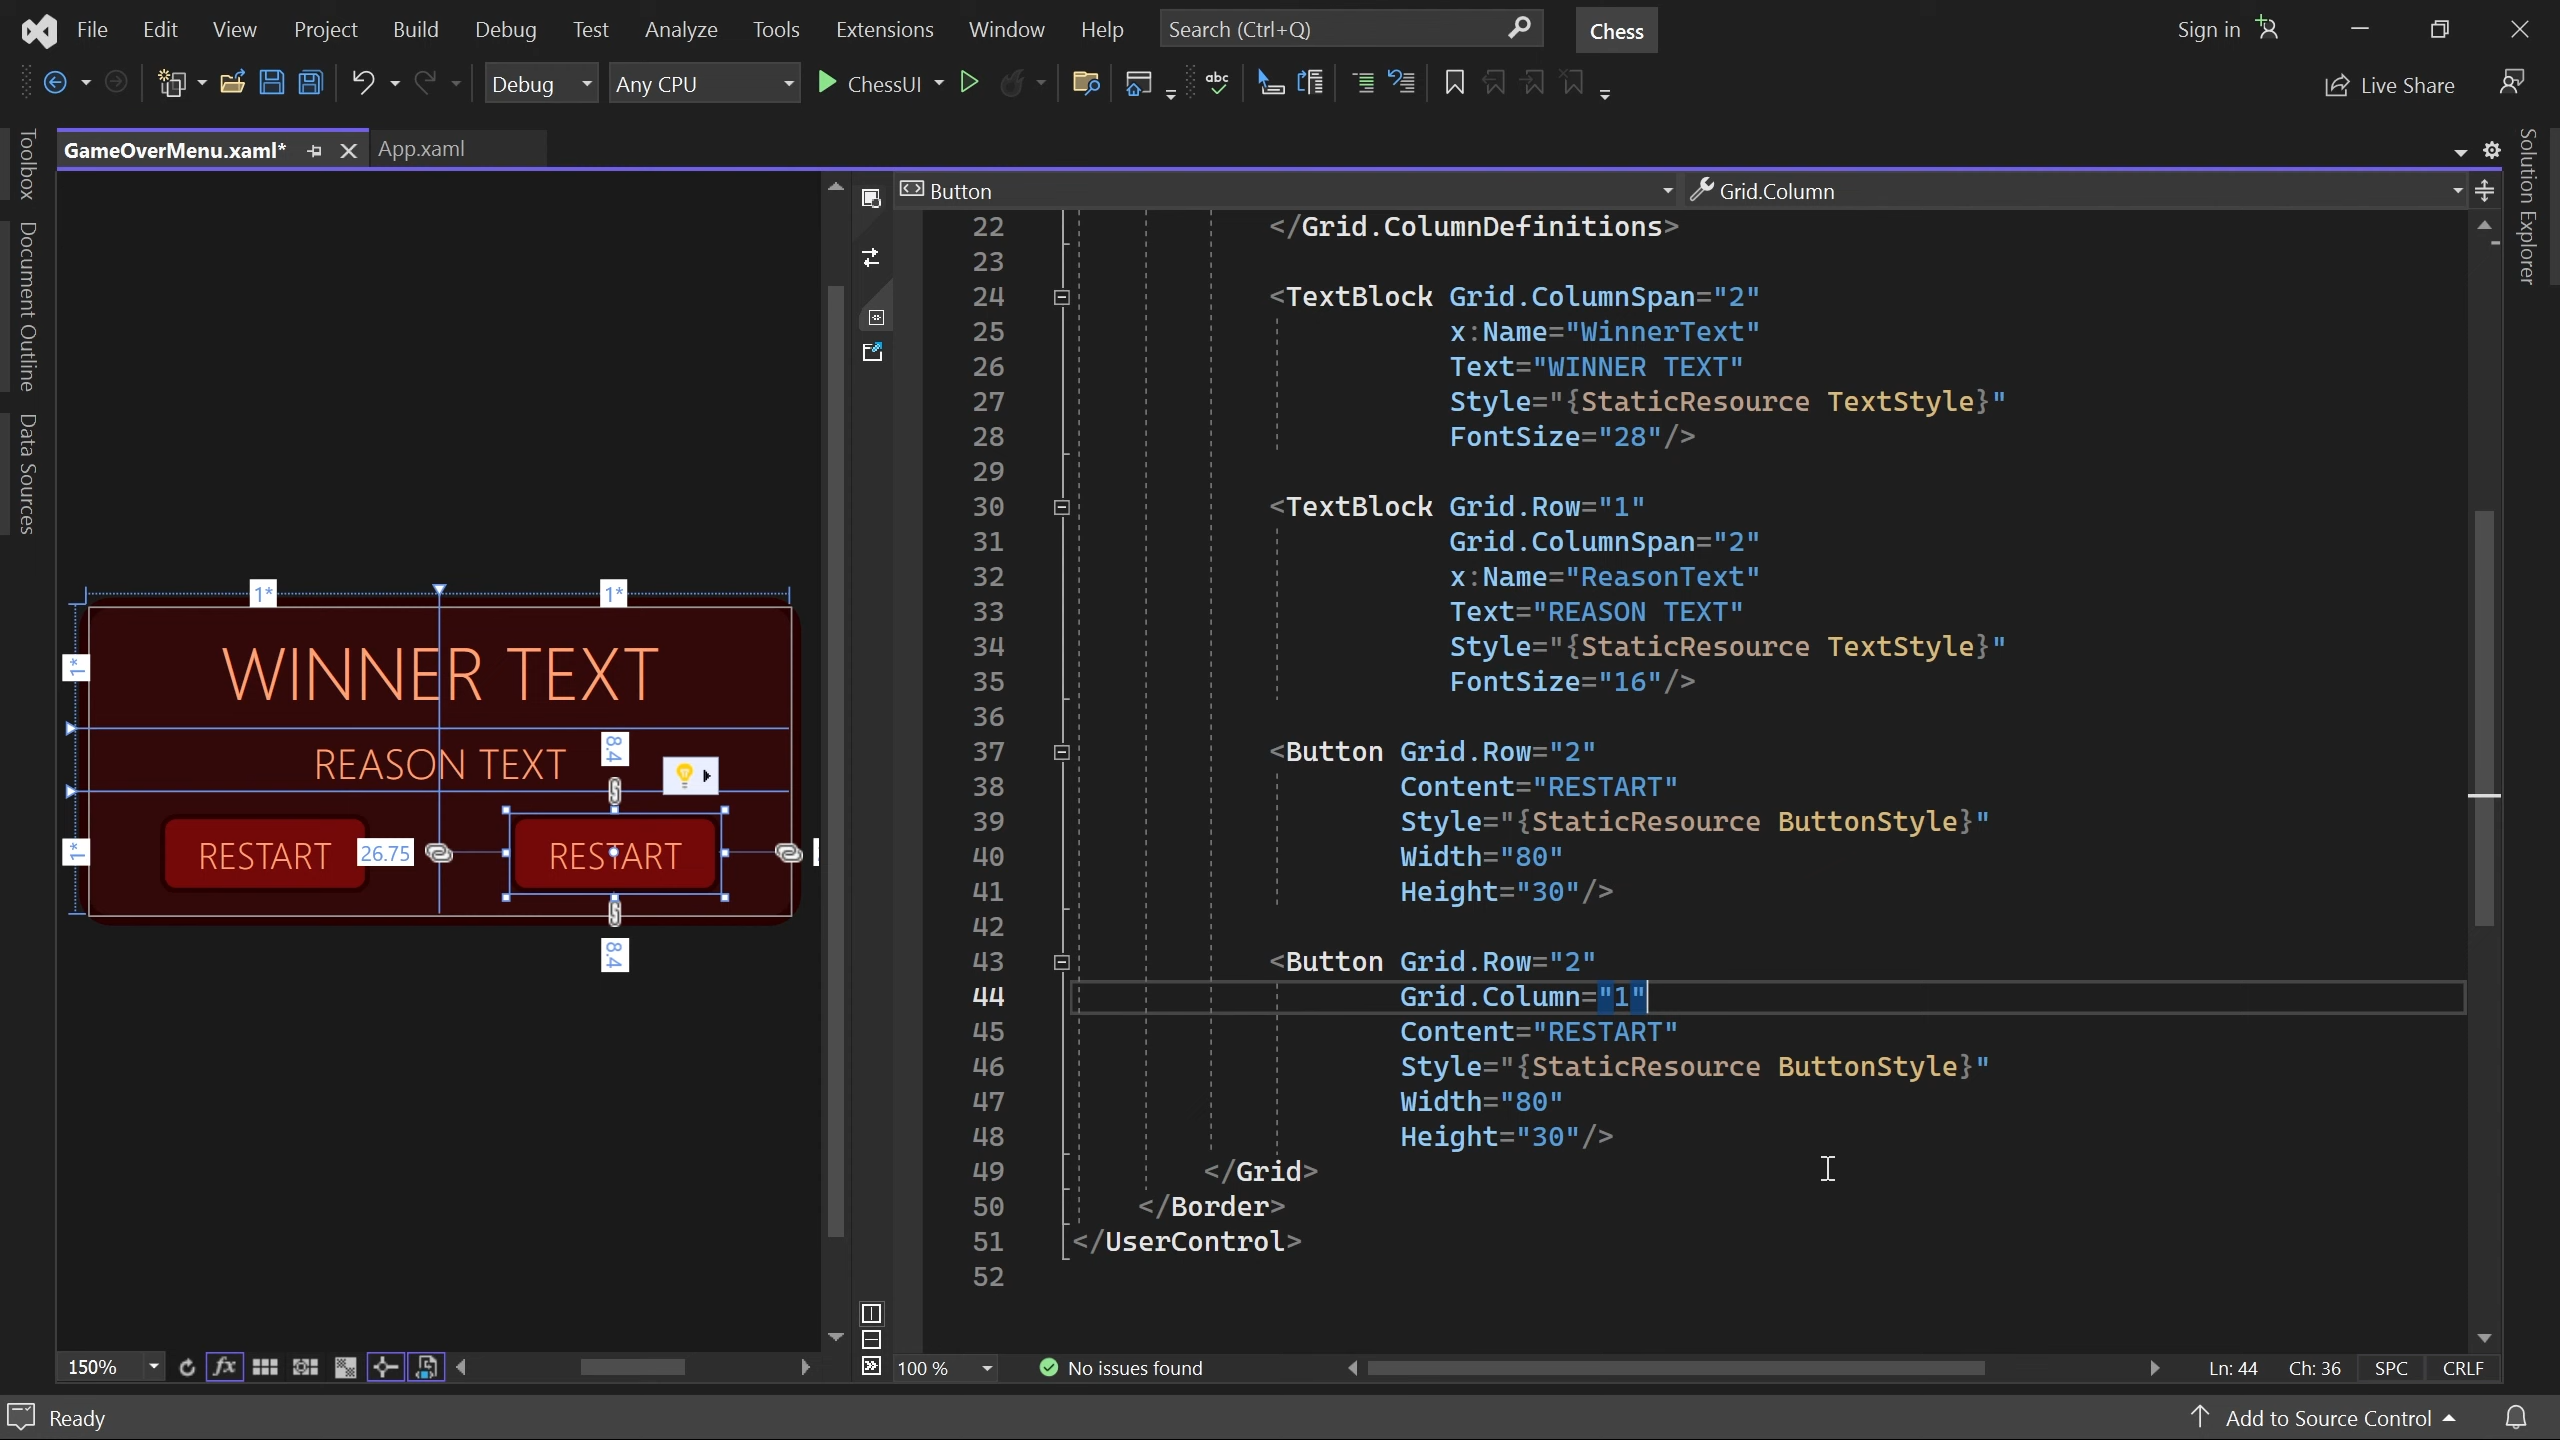 File Edit View Project Build Debug Test Analyze Tools Extensions Window Help Search (Ctrl+Q) Chess Sign in
Debug Any CPU ChessUI abc Live Share
Toolbox
Document Outline
Data Sources
GameOverMenu.xaml* App.xaml
1* 1*
1*
WINNER TEXT
REASON TEXT
8.4
1*
RESTART
26.75
RESTART
8.4
150% fx
Button Grid.Column
22 </Grid.ColumnDefinitions>
23
24 <TextBlock Grid.ColumnSpan="2"
25 x:Name="WinnerText"
26 Text="WINNER TEXT"
27 Style="{StaticResource TextStyle}"
28 FontSize="28"/>
29
30 <TextBlock Grid.Row="1"
31 Grid.ColumnSpan="2"
32 x:Name="ReasonText"
33 Text="REASON TEXT"
34 Style="{StaticResource TextStyle}"
35 FontSize="16"/>
36
37 <Button Grid.Row="2"
38 Content="RESTART"
39 Style="{StaticResource ButtonStyle}"
40 Width="80"
41 Height="30"/>
42
43 <Button Grid.Row="2"
44 Grid.Column="1"
45 Content="RESTART"
46 Style="{StaticResource ButtonStyle}"
47 Width="80"
48 Height="30"/>
49 </Grid>
50 </Border>
51 </UserControl>
52
100 % No issues found Ln: 44 Ch: 36 SPC CRLF
Solution Explorer
Ready Add to Source Control